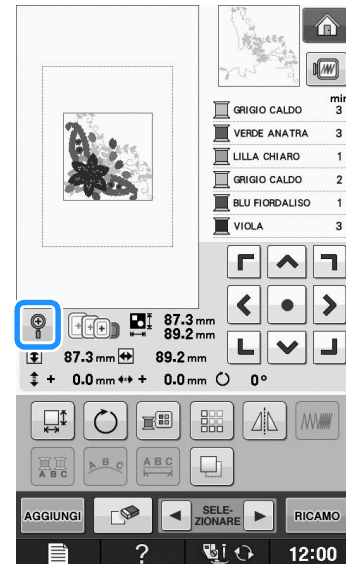 min
GRIGIO CALDO 3
VERDE ANATRA 3
LILLA CHIARO 1
GRIGIO CALDO 2
BLU FIORDALISO 1
VIOLA 3
87.3 mm
89.2 mm
87.3 mm 89.2 mm
+ 0.0 mm + 0.0 mm 0°
A B C A B C A B C
AGGIUNGI SELE-
ZIONARE RICAMO
? 12:00